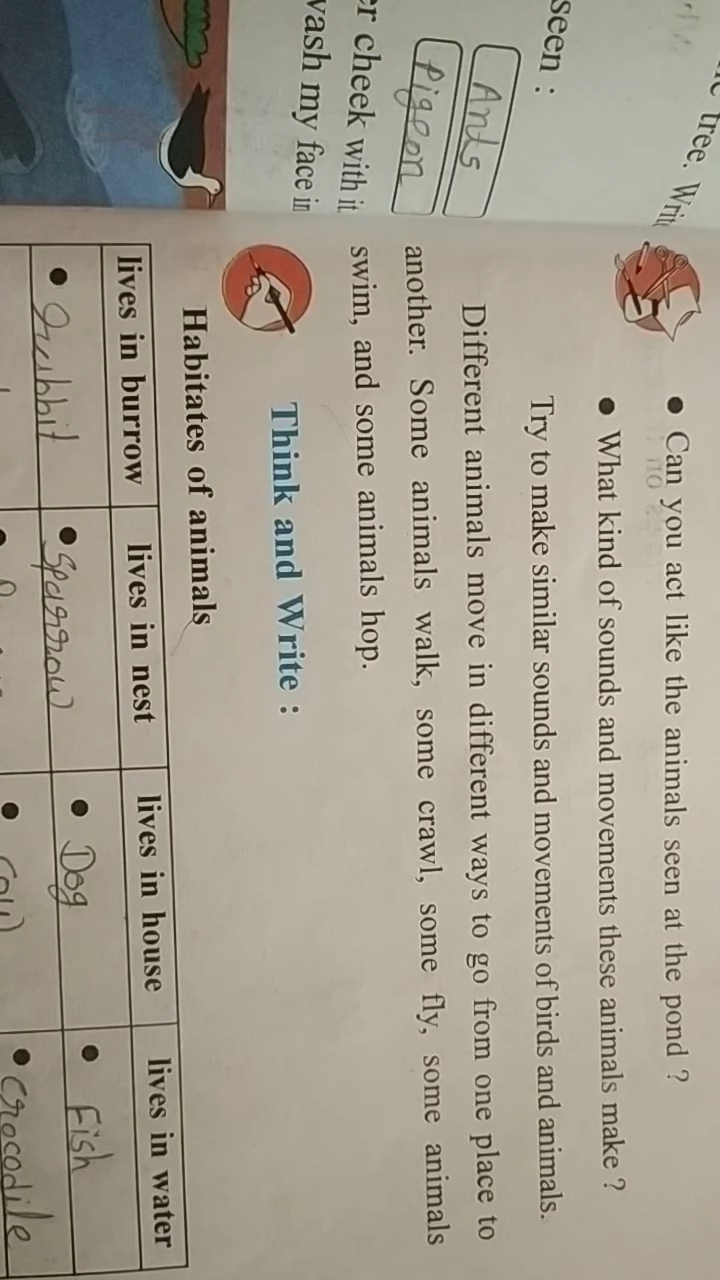 tree.
seen :
Ants
Pigeon
er cheek with it
wash my face in
• Can you act like the animals seen at the pond ?
• What kind of sounds and movements these animals make ?
Try to make similar sounds and movements of birds and animals.
Different animals move in different ways to go from one place to
another. Some animals walk, some crawl, some fly, some animals
swim, and some animals hop.
Think and Write :
Habitates of animals
lives in burrow lives in nest lives in house lives in water
• • Sparrow • Dog • Fish
• • Cow • Crocodile